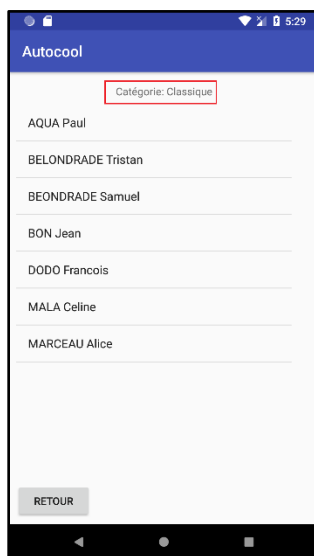 5:29
Autocool
Catégorie: Classique
AQUA Paul
BELONDRADE Tristan
BEONDRADE Samuel
BON Jean
DODO Francois
MALA Celine
MARCEAU Alice
RETOUR